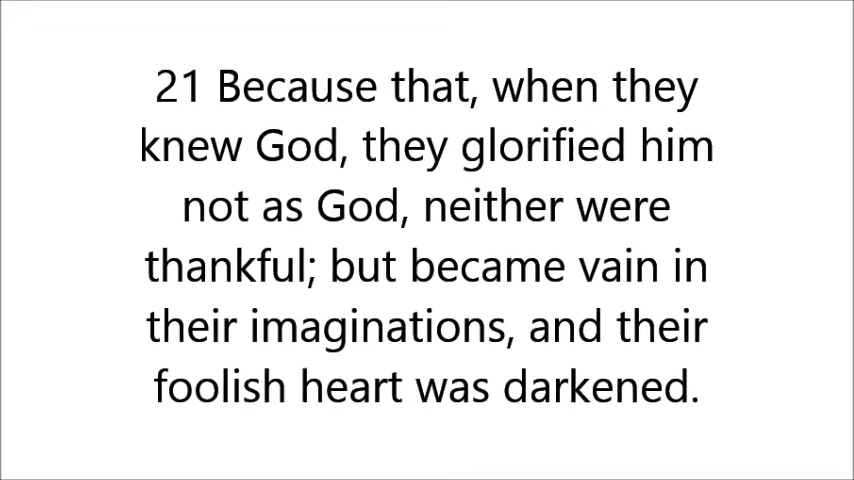 21 Because that, when they
knew God, they glorified him
not as God, neither were
thankful; but became vain in
their imaginations, and their
foolish heart was darkened.